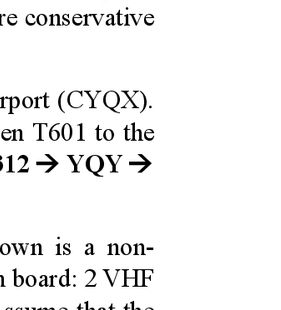 re conservative
rport (CYQX).
en T601 to the
312 → YQY →
own is a non-
n board: 2 VHF
ssume that the